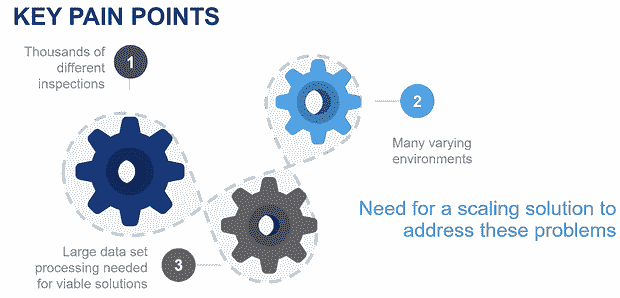 KEY PAIN POINTS
Thousands of
different
inspections
1
2
Many varying
environments
Need for a scaling solution to
address these problems
Large data set
processing needed
for viable solutions
3